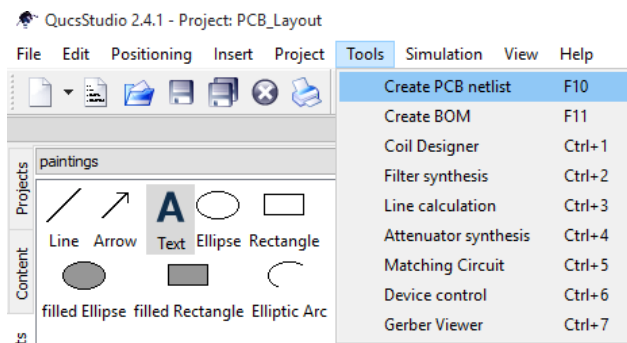 QucsStudio 2.4.1 - Project: PCB_Layout
File Edit Positioning Insert Project Tools Simulation View Help
Create PCB netlist F10
Create BOM F11
Coil Designer Ctrl+1
Filter synthesis Ctrl+2
Line calculation Ctrl+3
Attenuator synthesis Ctrl+4
Matching Circuit Ctrl+5
Device control Ctrl+6
Gerber Viewer Ctrl+7
Projects
Content
paintings
A
Line Arrow Text Ellipse Rectangle
filled Ellipse filled Rectangle Elliptic Arc